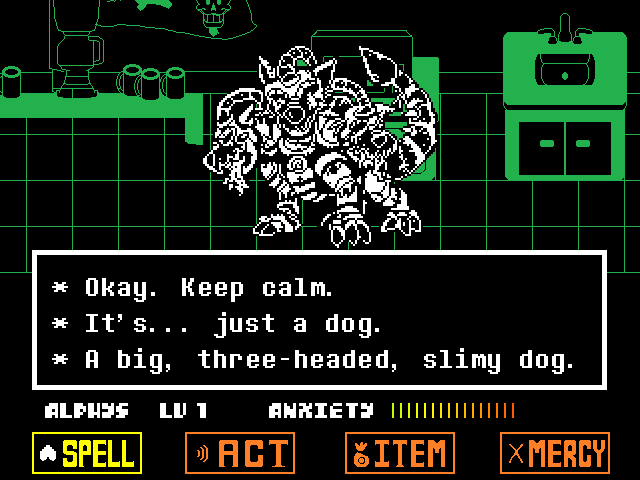 * Okay. Keep calm.
* It's... just a dog.
* A big, three-headed, slimy dog.
ALPHYS LV 1 ANXIETY
SPELL ACT ITEM MERCY